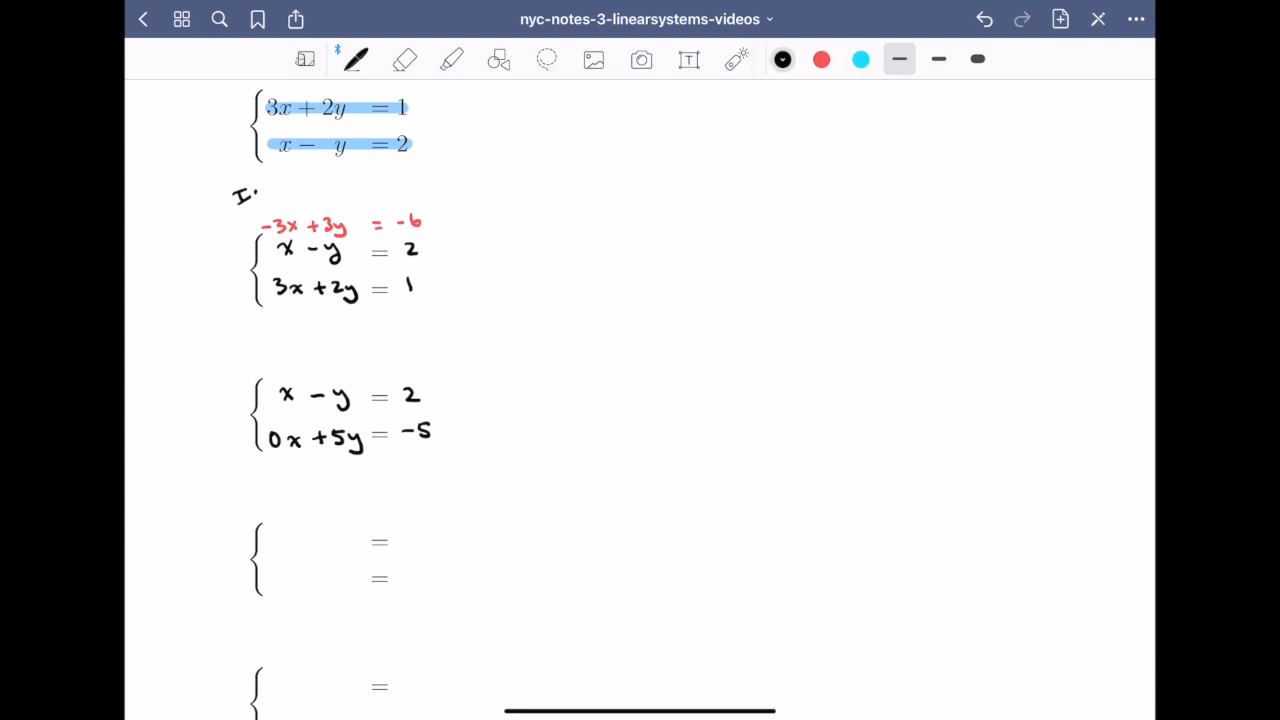 nyc-notes-3-linearsystems-videos
T
3x + 2y = 1
x − y = 2
I.
-3x +3y = -6
x - y = 2
3x + 2y = 1
x - y = 2
0x + 5y = -5
=
=
=